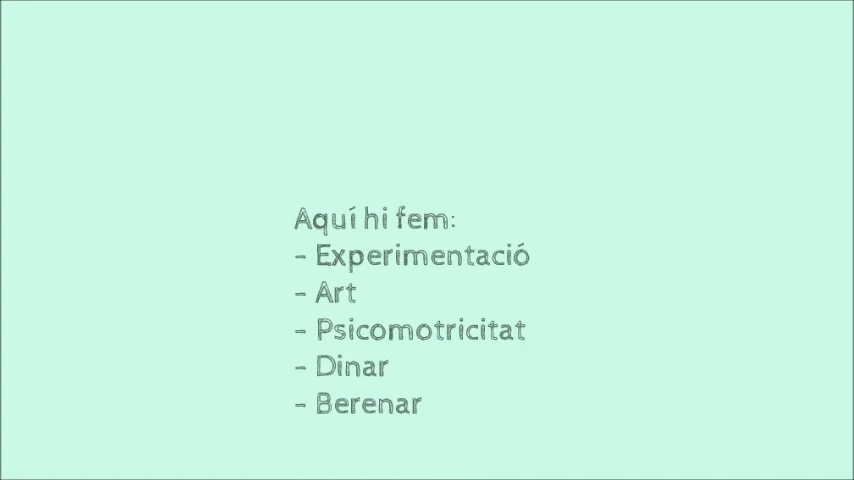 Aquí hi fem:
- Experimentació
- Art
- Psicomotricitat
- Dinar
- Berenar